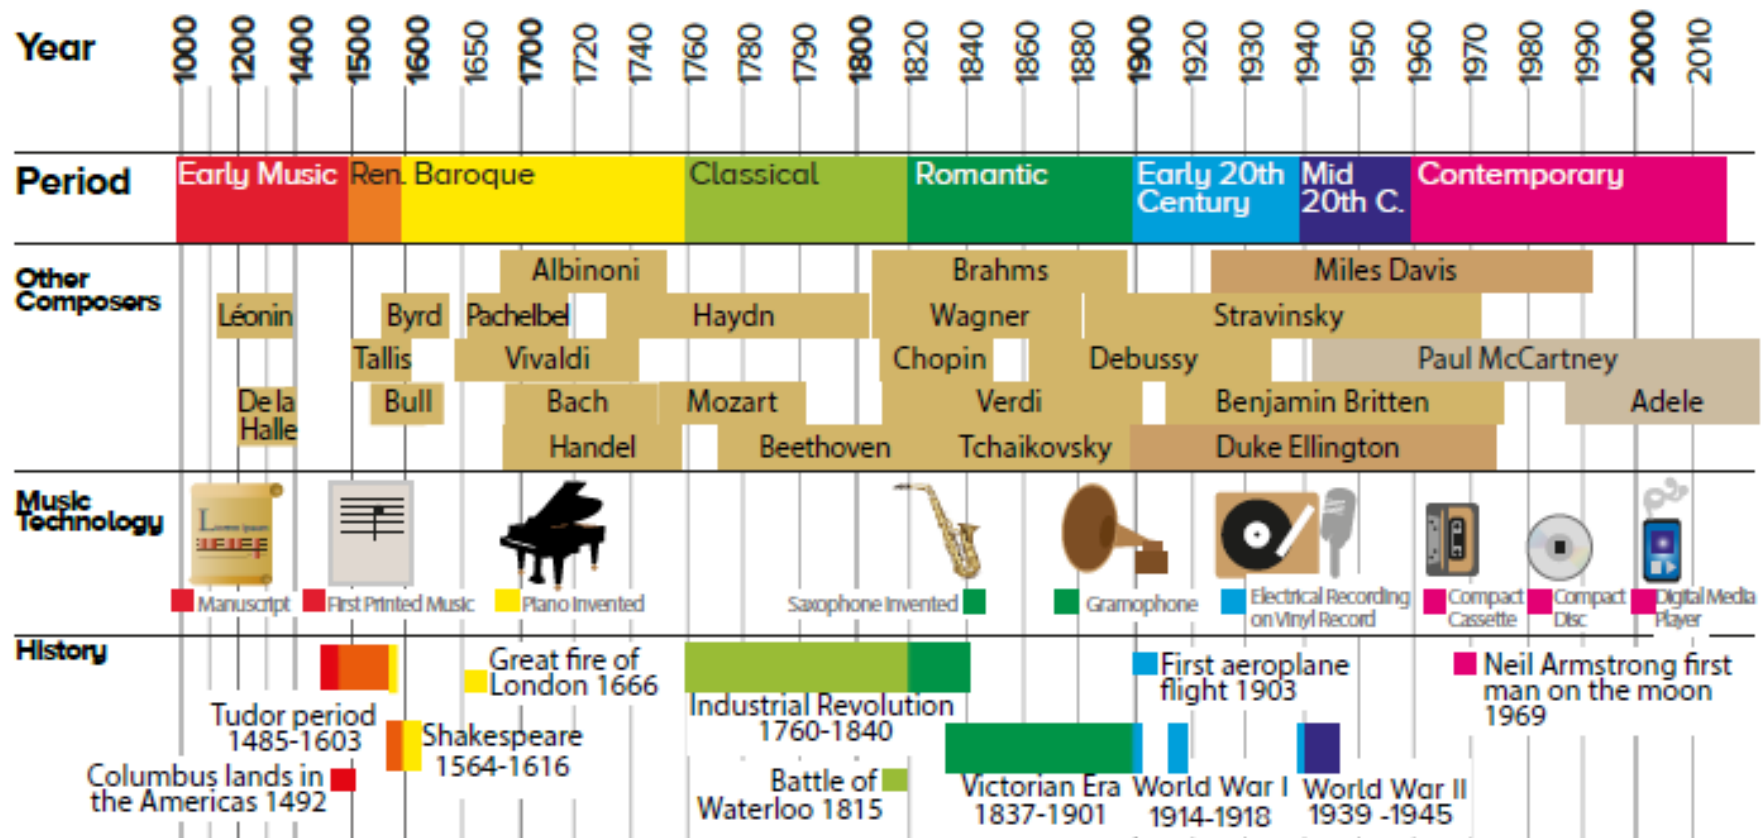 Year 1000 1200 1400 1500 1600 1650 1700 1720 1740 1760 1780 1790 1800 1820 1840 1860 1880 1900 1920 1930 1940 1950 1960 1970 1980 1990 2000 2010
Period Early Music Ren. Baroque Classical Romantic Early 20th Mid Contemporary
Century 20th C.
Other
Composers
Albinoni Brahms Miles Davis
Léonin Byrd Pachelbel Haydn Wagner Stravinsky
Tallis Vivaldi Chopin Debussy Paul McCartney
De la
Halle
Bull Bach Mozart Verdi Benjamin Britten Adele
Handel Beethoven Tchaikovsky Duke Ellington
Music
Technology
Manuscript
First Printed Music
Piano Invented
Saxophone Invented
Gramophone
Electrical Recording
on Vinyl Record
Compact
Cassette
Compact
Disc
Digital Media
Player
History
Tudor period
1485-1603
Columbus lands in
the Americas 1492
Great fire of
London 1666
Shakespeare
1564-1616
Industrial Revolution
1760-1840
Battle of
Waterloo 1815
Victorian Era
1837-1901
First aeroplane
flight 1903
World War I
1914-1918
World War II
1939 -1945
Neil Armstrong first
man on the moon
1969